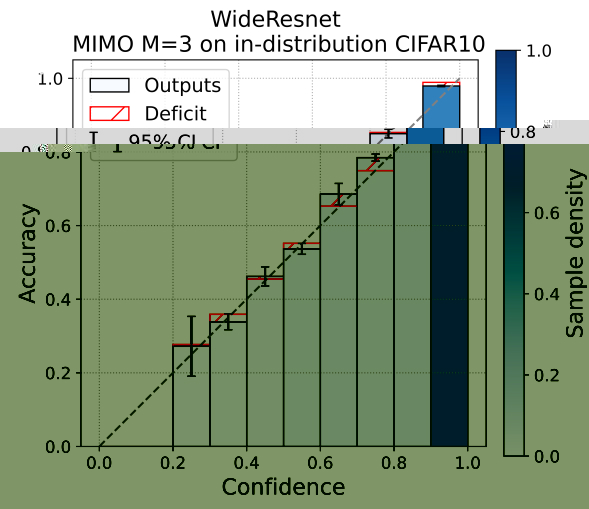 WideResnet
MIMO M=3 on in-distribution CIFAR10
Outputs
Deficit
95% CI
1.0
0.8
0.6
0.4
0.2
0.0
Accuracy
0.0 0.2 0.4 0.6 0.8 1.0
Confidence
1.0
0.8
0.6
0.4
0.2
0.0
Sample density